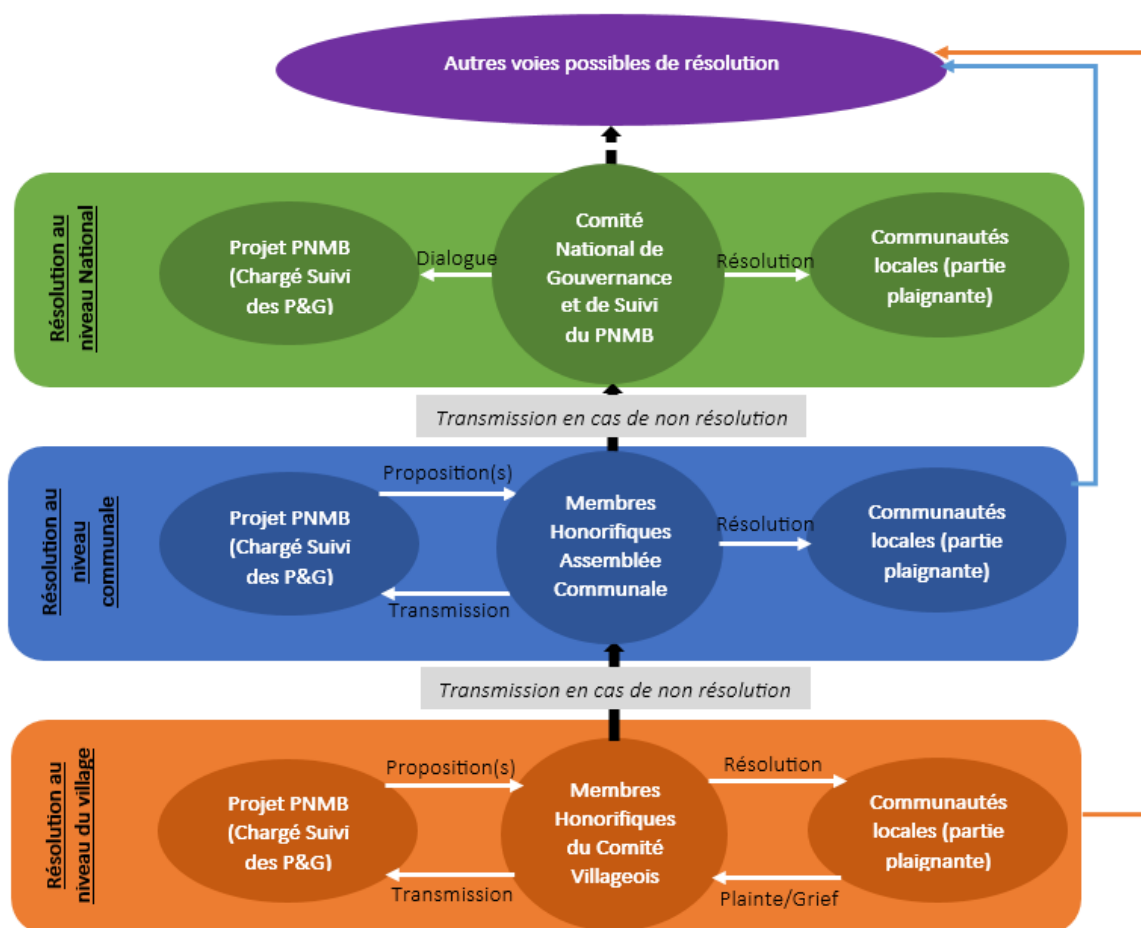 Autres voies possibles de résolution
Résolution au
niveau National
Projet PNMB
(Chargé Suivi
des P&G)
Dialogue
Comité
National de
Gouvernance
et de Suivi
du PNMB
Résolution
Communautés
locales (partie
plaignante)
Transmission en cas de non résolution
Résolution au
niveau
communale
Projet PNMB
(Chargé Suivi
des P&G)
Proposition(s)
Transmission
Membres
Honorifiques
Assemblée
Communale
Résolution
Communautés
locales (partie
plaignante)
Transmission en cas de non résolution
Résolution au
niveau du village
Projet PNMB
(Chargé Suivi
des P&G)
Proposition(s)
Transmission
Membres
Honorifiques
du Comité
Villageois
Résolution
Plainte/Grief
Communautés
locales (partie
plaignante)